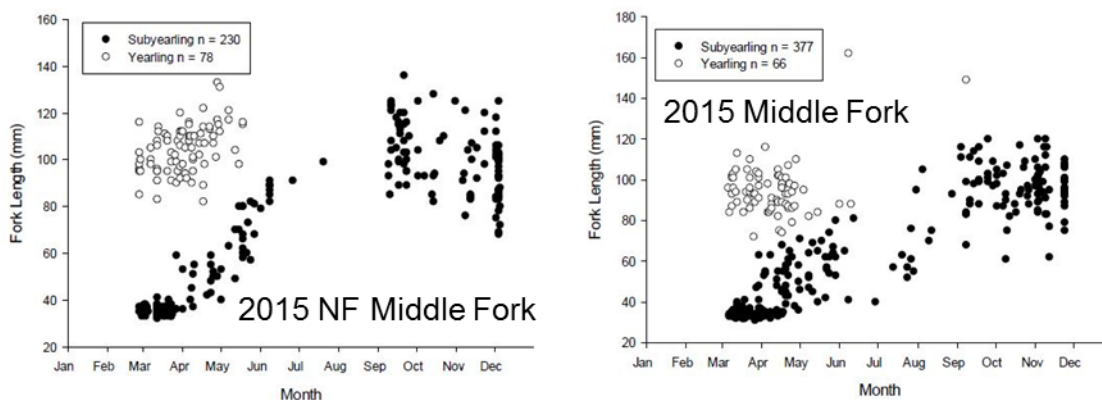 160
140
120
100
80
60
40
20
Fork Length (mm)
Subyearling n = 230
Yearling n = 78
2015 NF Middle Fork
Jan Feb Mar Apr May Jun Jul Aug Sep Oct Nov Dec
Month
180
160
140
120
100
80
60
40
20
Fork Length (mm)
Subyearling n = 377
Yearling n = 66
2015 Middle Fork
Jan Feb Mar Apr May Jun Jul Aug Sep Oct Nov Dec
Month